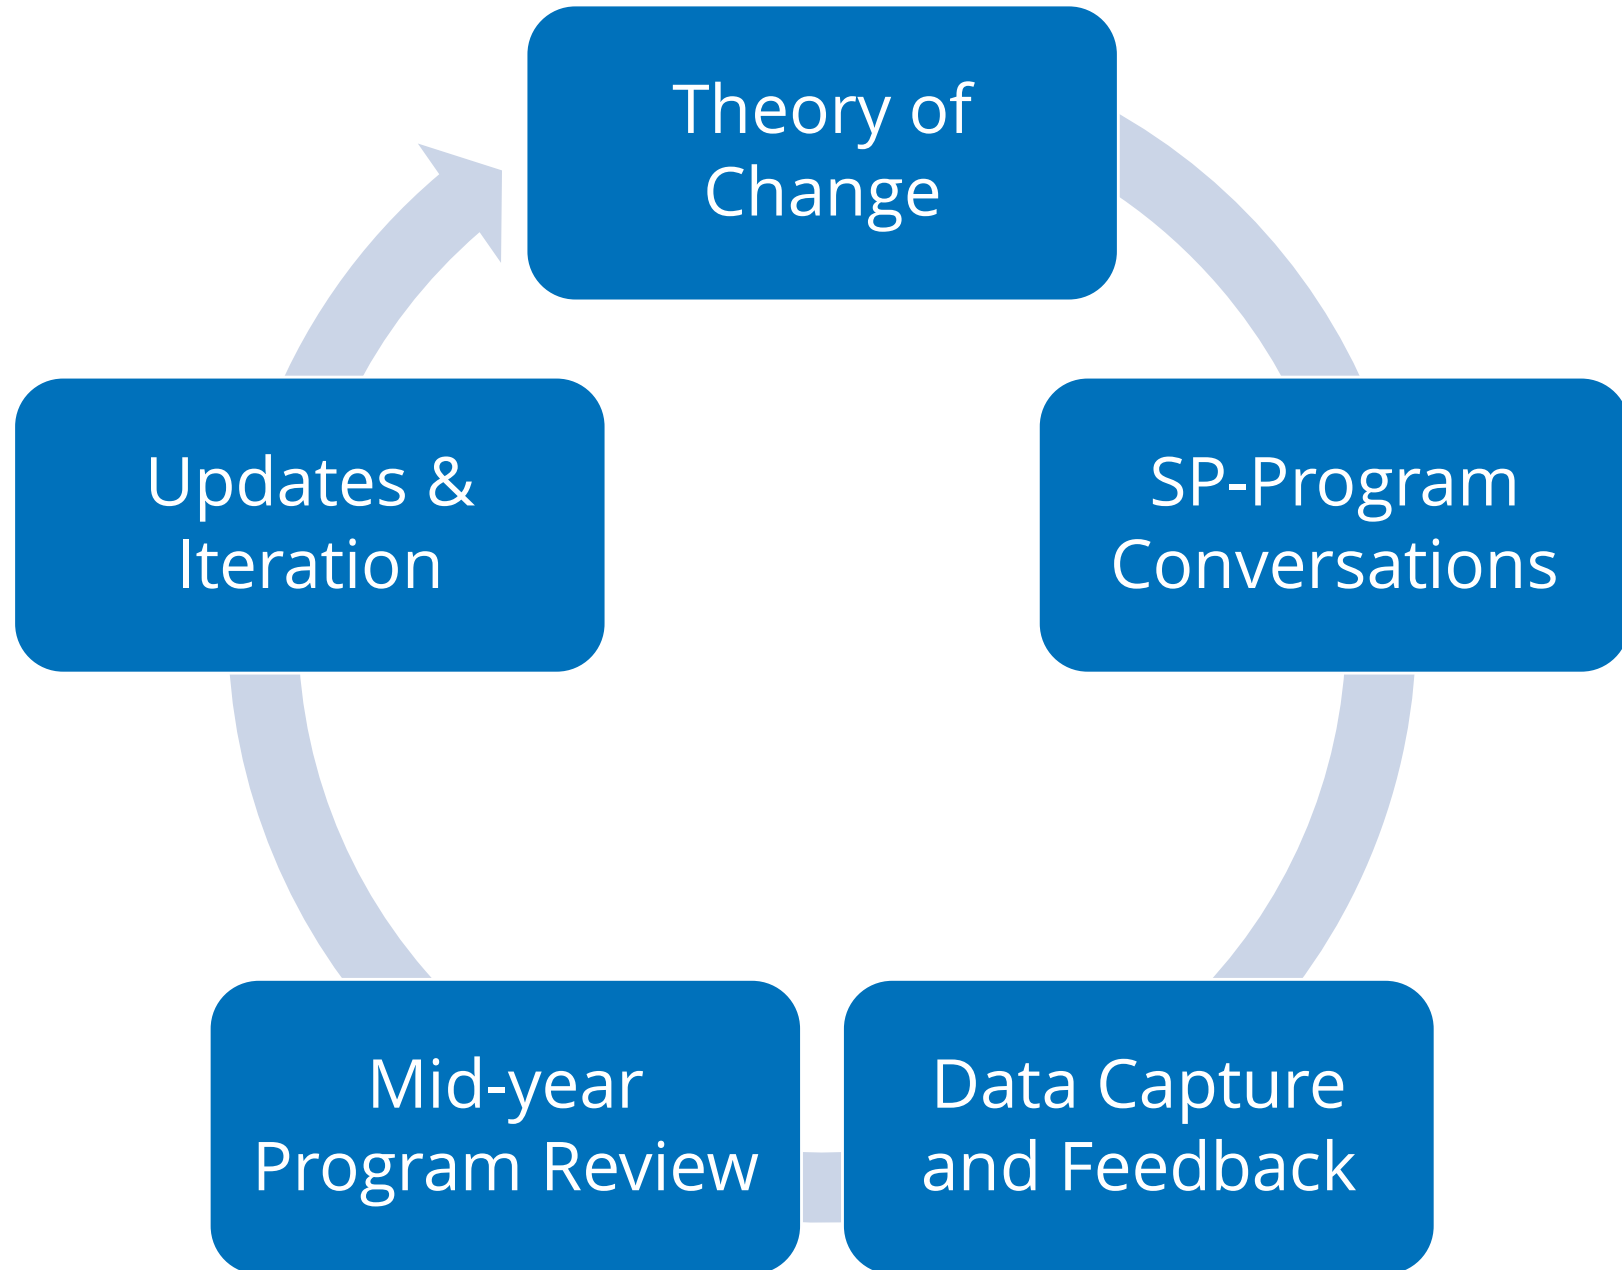 Theory of
Change
SP-Program
Conversations
Data Capture
and Feedback
Mid-year
Program Review
Updates &
Iteration